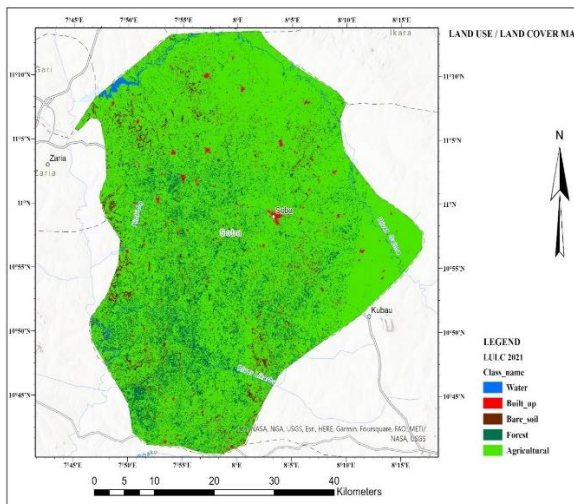 7°45'E 7°50'E 7°55'E 8°E 8°5'E 8°10'E 8°15'E
LAND USE / LAND COVER MA
Ikara
Gari
11°10'N 11°10'N
11°5'N 11°5'N
N
Zaria
Zaria
11°N 11°N
Soba
Soba
10°55'N 10°55'N
Kubau
10°50'N 10°50'N
LEGEND
LULC 2021
Class_name
10°45'N 10°45'N
Water
Built_up
Bare_soil
Forest
Agricultural
NASA, NGA, USGS, Esr, HERE, Garmin, Foursquare, FAO, METI/
NASA, USGS
7°45'E 7°50'E 7°55'E 8°E 8°5'E 8°10'E 8°15'E
0 5 10 20 30 40
Kilometers